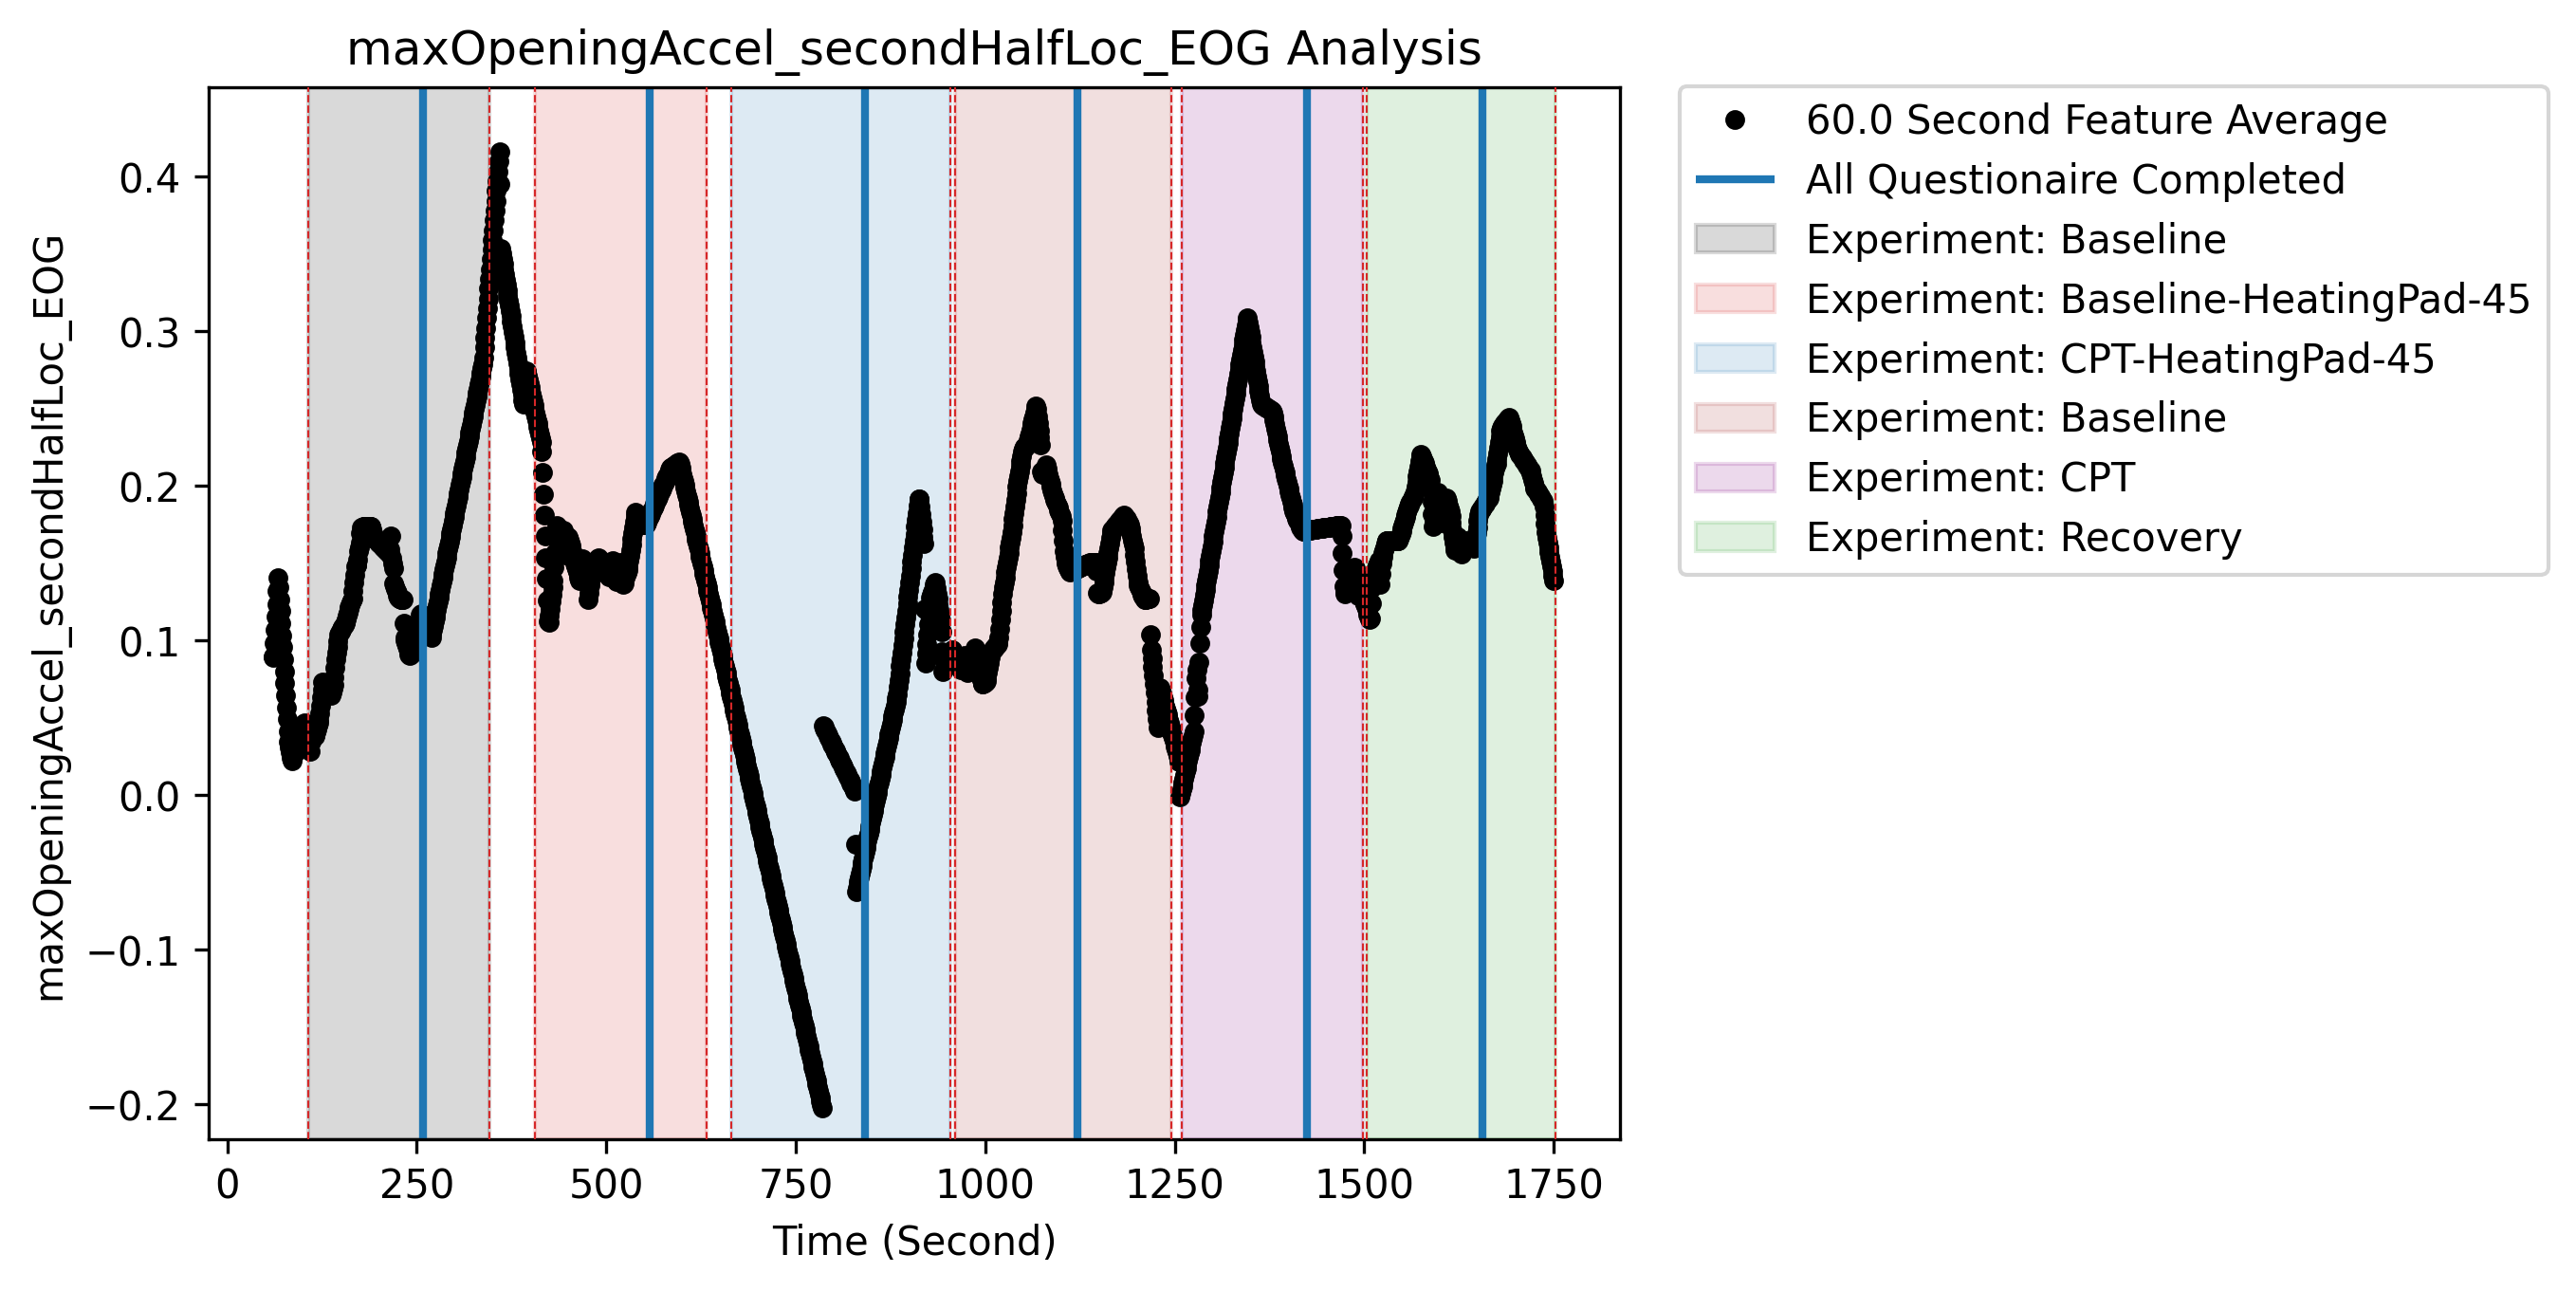 maxOpeningAccel_secondHalfLoc_EOG Analysis
maxOpeningAccel_secondHalfLoc_EOG
0.4
0.3
0.2
0.1
0.0
−0.1
−0.2
0
250
500
750
1000
1250
1500
1750
Time (Second)
60.0 Second Feature Average
All Questionaire Completed
Experiment: Baseline
Experiment: Baseline-HeatingPad-45
Experiment: CPT-HeatingPad-45
Experiment: Baseline
Experiment: CPT
Experiment: Recovery